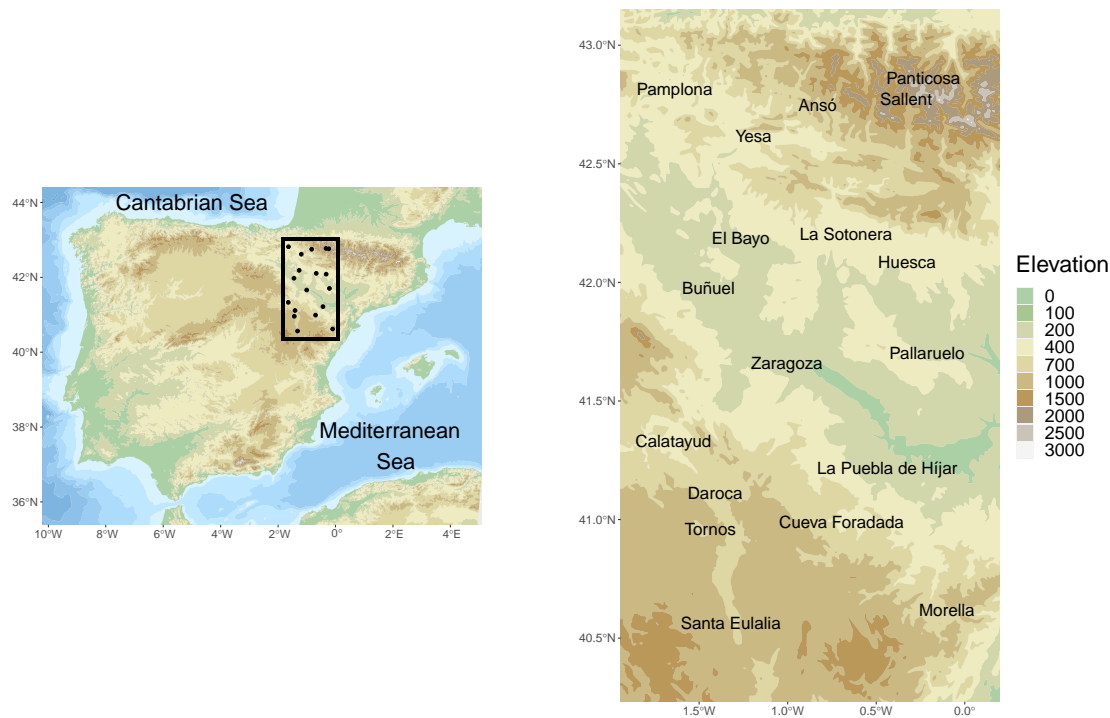 Cantabrian Sea
Mediterranean
Sea
44°N
42°N
40°N
38°N
36°N
10°W
8°W
6°W
4°W
2°W
0°
2°E
4°E
43.0°N
42.5°N
42.0°N
41.5°N
41.0°N
40.5°N
Panticosa
Pamplona
Sallent
Ansó
Yesa
El Bayo
La Sotonera
Huesca
Buñuel
Pallaruelo
Zaragoza
Calatayud
La Puebla de Híjar
Daroca
Cueva Foradada
Tornos
Morella
Santa Eulalia
1.5°W
1.0°W
0.5°W
0.0°
Elevation
0
100
200
400
700
1000
1500
2000
2500
3000